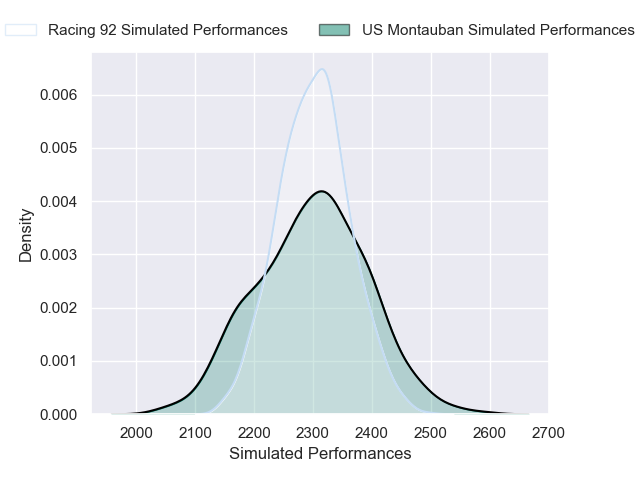 Racing 92 Simulated Performances
US Montauban Simulated Performances
0.006
0.005
0.004
0.003
0.002
0.001
0.000
Density
2000 2100 2200 2300 2400 2500 2600 2700
Simulated Performances